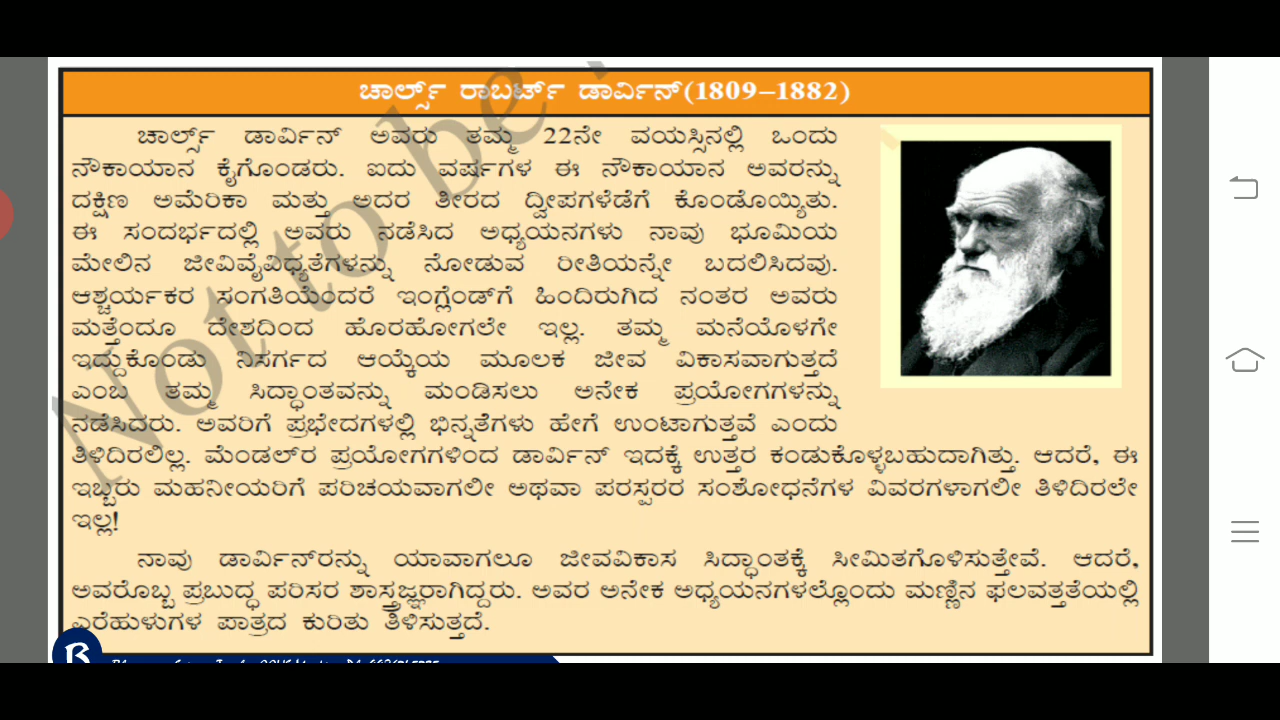 ಚಾರ್ಲ್ಸ್ ರಾಬರ್ಟ್ ಡಾರ್ವಿನ್(1809–1882)
ಚಾರ್ಲ್ಸ್ ಡಾರ್ವಿನ್ ಅವರು ತಮ್ಮ 22ನೇ ವಯಸ್ಸಿನಲ್ಲಿ ಒಂದು
ನೌಕಾಯಾನ ಕೈಗೊಂಡರು. ಐದು ವರ್ಷಗಳ ಈ ನೌಕಾಯಾನ ಅವರನ್ನು
ದಕ್ಷಿಣ ಅಮೆರಿಕಾ ಮತ್ತು ಅದರ ತೀರದ ದ್ವೀಪಗಳೆಡೆಗೆ ಕೊಂಡೊಯ್ಯಿತು.
ಈ ಸಂದರ್ಭದಲ್ಲಿ ಅವರು ನಡೆಸಿದ ಅಧ್ಯಯನಗಳು ನಾವು ಭೂಮಿಯ
ಮೇಲಿನ ಜೀವಿವೈವಿಧ್ಯತೆಗಳನ್ನು ನೋಡುವ ರೀತಿಯನ್ನೇ ಬದಲಿಸಿದವು.
ಆಶ್ಚರ್ಯಕರ ಸಂಗತಿಯೆಂದರೆ ಇಂಗ್ಲೆಂಡ್‌ಗೆ ಹಿಂದಿರುಗಿದ ನಂತರ ಅವರು
ಮತ್ತೆಂದೂ ದೇಶದಿಂದ ಹೊರಹೋಗಲೇ ಇಲ್ಲ. ತಮ್ಮ ಮನೆಯೊಳಗೇ
ಇದ್ದುಕೊಂಡು ನಿಸರ್ಗದ ಆಯ್ಕೆಯ ಮೂಲಕ ಜೀವ ವಿಕಾಸವಾಗುತ್ತದೆ
ಎಂಬ ತಮ್ಮ ಸಿದ್ಧಾಂತವನ್ನು ಮಂಡಿಸಲು ಅನೇಕ ಪ್ರಯೋಗಗಳನ್ನು
ನಡೆಸಿದರು. ಅವರಿಗೆ ಪ್ರಭೇದಗಳಲ್ಲಿ ಭಿನ್ನತೆಗಳು ಹೇಗೆ ಉಂಟಾಗುತ್ತವೆ ಎಂದು
ತಿಳಿದಿರಲಿಲ್ಲ. ಮೆಂಡಲ್‌ರ ಪ್ರಯೋಗಗಳಿಂದ ಡಾರ್ವಿನ್ ಇದಕ್ಕೆ ಉತ್ತರ ಕಂಡುಕೊಳ್ಳಬಹುದಾಗಿತ್ತು. ಆದರೆ, ಈ
ಇಬ್ಬರು ಮಹನೀಯರಿಗೆ ಪರಿಚಯವಾಗಲೀ ಅಥವಾ ಪರಸ್ಪರರ ಸಂಶೋಧನೆಗಳ ವಿವರಗಳಾಗಲೀ ತಿಳಿದಿರಲೇ
ಇಲ್ಲ!
ನಾವು ಡಾರ್ವಿನ್‌ರನ್ನು ಯಾವಾಗಲೂ ಜೀವವಿಕಾಸ ಸಿದ್ಧಾಂತಕ್ಕೆ ಸೀಮಿತಗೊಳಿಸುತ್ತೇವೆ. ಆದರೆ,
ಅವರೊಬ್ಬ ಪ್ರಬುದ್ಧ ಪರಿಸರ ಶಾಸ್ತ್ರಜ್ಞರಾಗಿದ್ದರು. ಅವರ ಅನೇಕ ಅಧ್ಯಯನಗಳಲ್ಲೊಂದು ಮಣ್ಣಿನ ಫಲವತ್ತತೆಯಲ್ಲಿ
ಎರೆಹುಳುಗಳ ಪಾತ್ರದ ಕುರಿತು ತಿಳಿಸುತ್ತದೆ.
Not to be
B